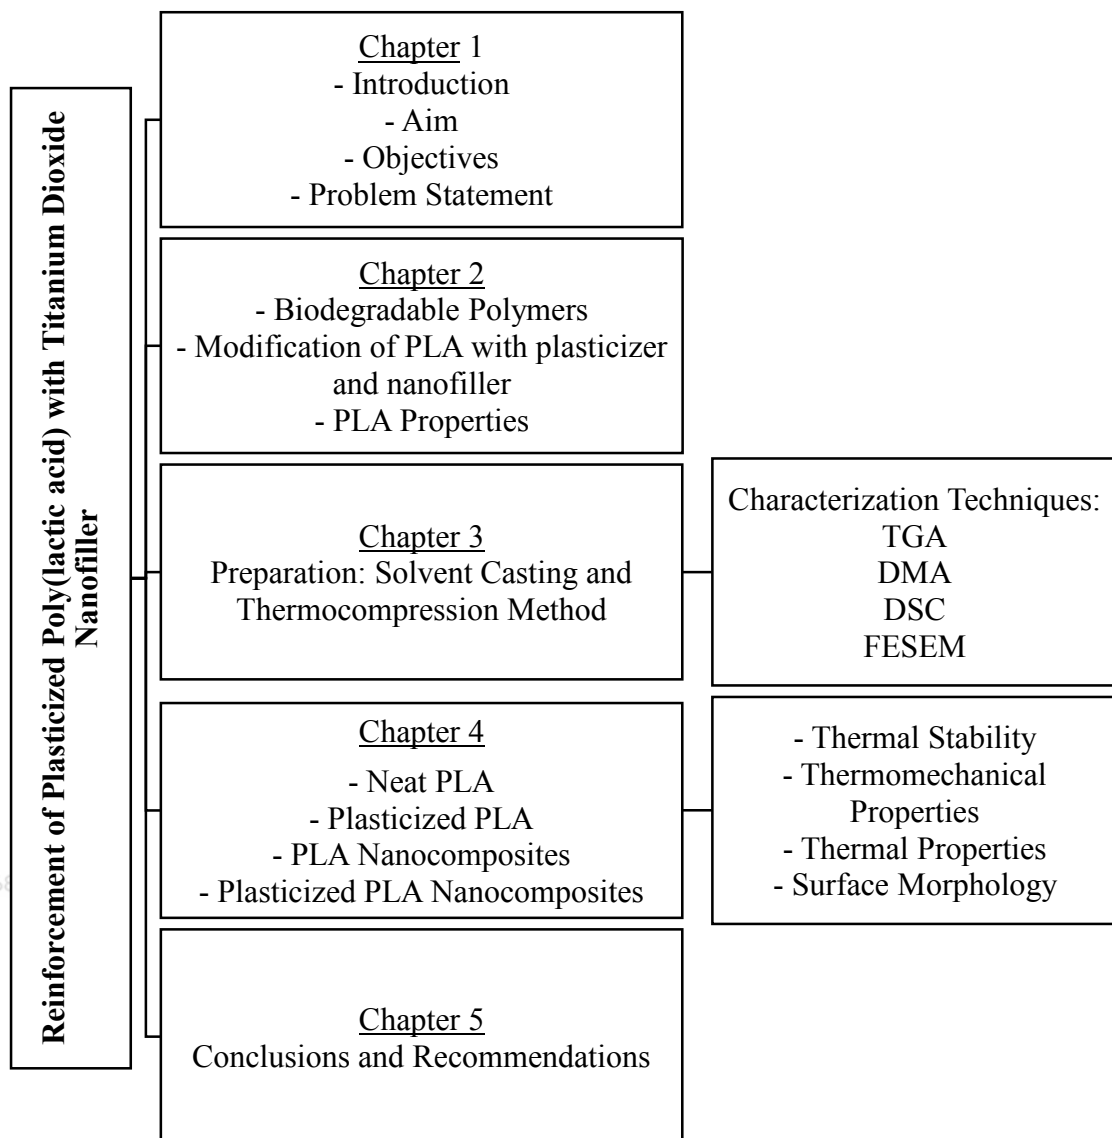 Reinforcement of Plasticized Poly(lactic acid) with Titanium Dioxide
Nanofiller
Chapter 1
- Introduction
- Aim
- Objectives
- Problem Statement
Chapter 2
- Biodegradable Polymers
- Modification of PLA with plasticizer
and nanofiller
- PLA Properties
Chapter 3
Preparation: Solvent Casting and
Thermocompression Method
Characterization Techniques:
TGA
DMA
DSC
FESEM
Chapter 4
- Neat PLA
- Plasticized PLA
- PLA Nanocomposites
- Plasticized PLA Nanocomposites
- Thermal Stability
- Thermomechanical
Properties
- Thermal Properties
- Surface Morphology
Chapter 5
Conclusions and Recommendations